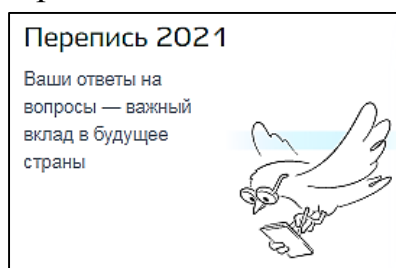 Перепись 2021
Ваши ответы на
вопросы — важный
вклад в будущее
страны